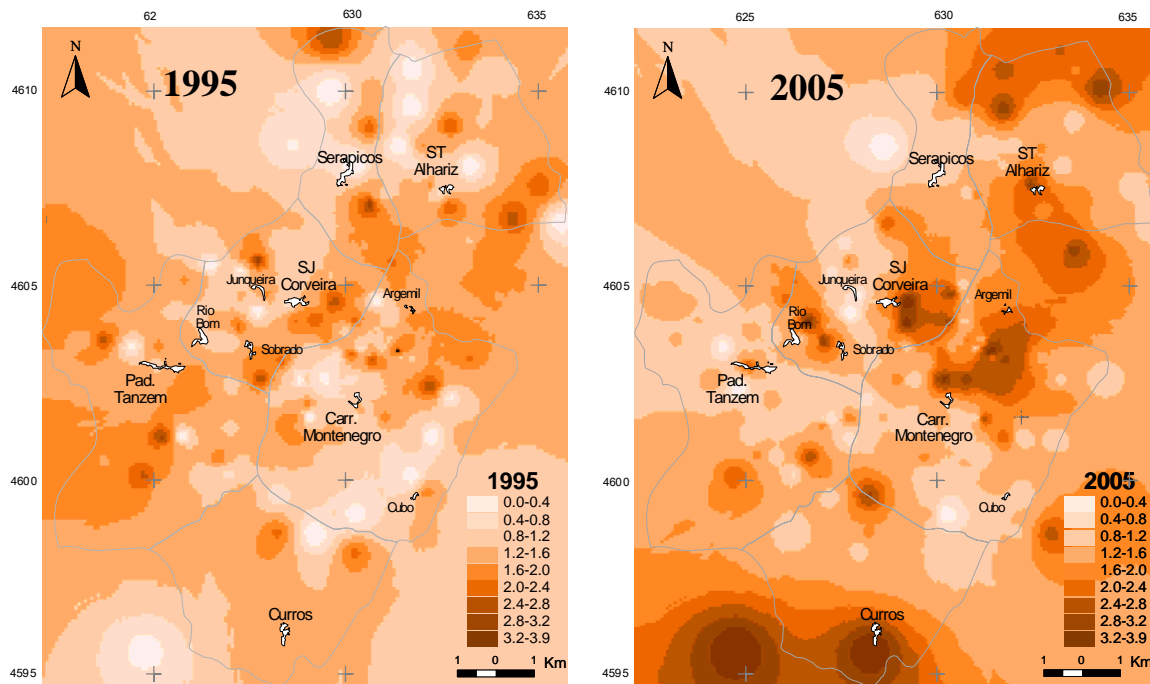 62 630 635
N
1995
4610
Serapicos
ST
Alhariz
4605
Junqueira
SJ
Corveira
Argemil
Rio
Bom
Sobrado
Pad.
Tanzem
Carr.
Montenegro
460 0
1995
0.0-0.4
0.4-0.8
0.8-1.2
1.2-1.6
1.6-2.0
2.0-2.4
2.4-2.8
2.8-3.2
3.2-3.9
Cubo
Curros
1 0 1 Km
4595
625 630 635
N
2005
4610
Serapicos
ST
Alhariz
4605
Junqueira
SJ
Corveira
Argemil
Rio
Bom
Sobrado
Pad.
Tanzem
Carr.
Montenegro
4600
2005
0.0-0.4
0.4-0.8
0.8-1.2
1.2-1.6
1.6-2.0
2.0-2.4
2.4-2.8
2.8-3.2
3.2-3.9
Cubo
Curros
1 0 1 Km
4595